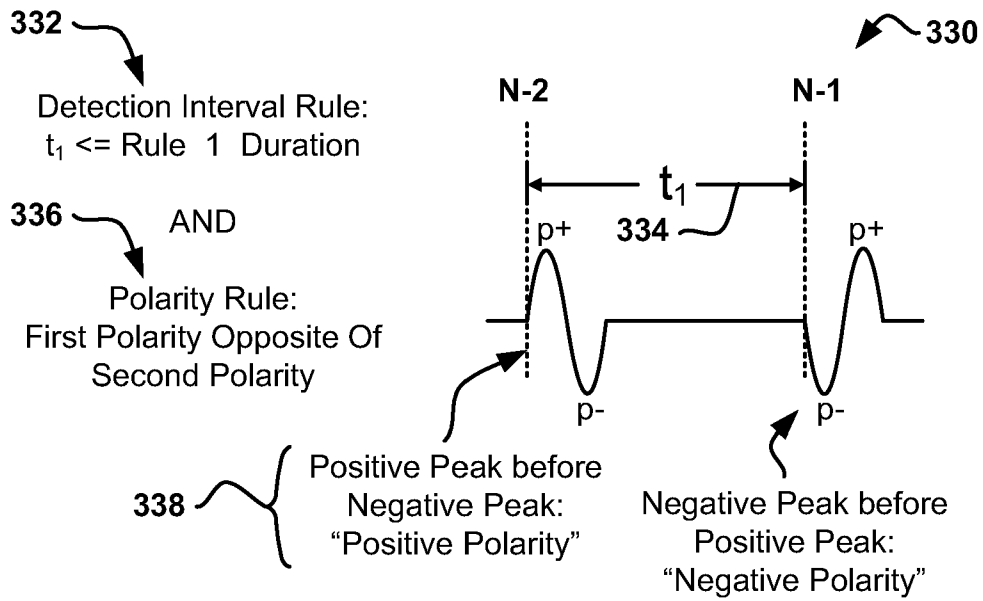 332
330
Detection Interval Rule:
t₁ <= Rule 1 Duration
N-2
N-1
t₁
334
336
AND
p+
p+
Polarity Rule:
First Polarity Opposite Of
Second Polarity
p-
p-
338
Positive Peak before
Negative Peak:
“Positive Polarity”
Negative Peak before
Positive Peak:
“Negative Polarity”